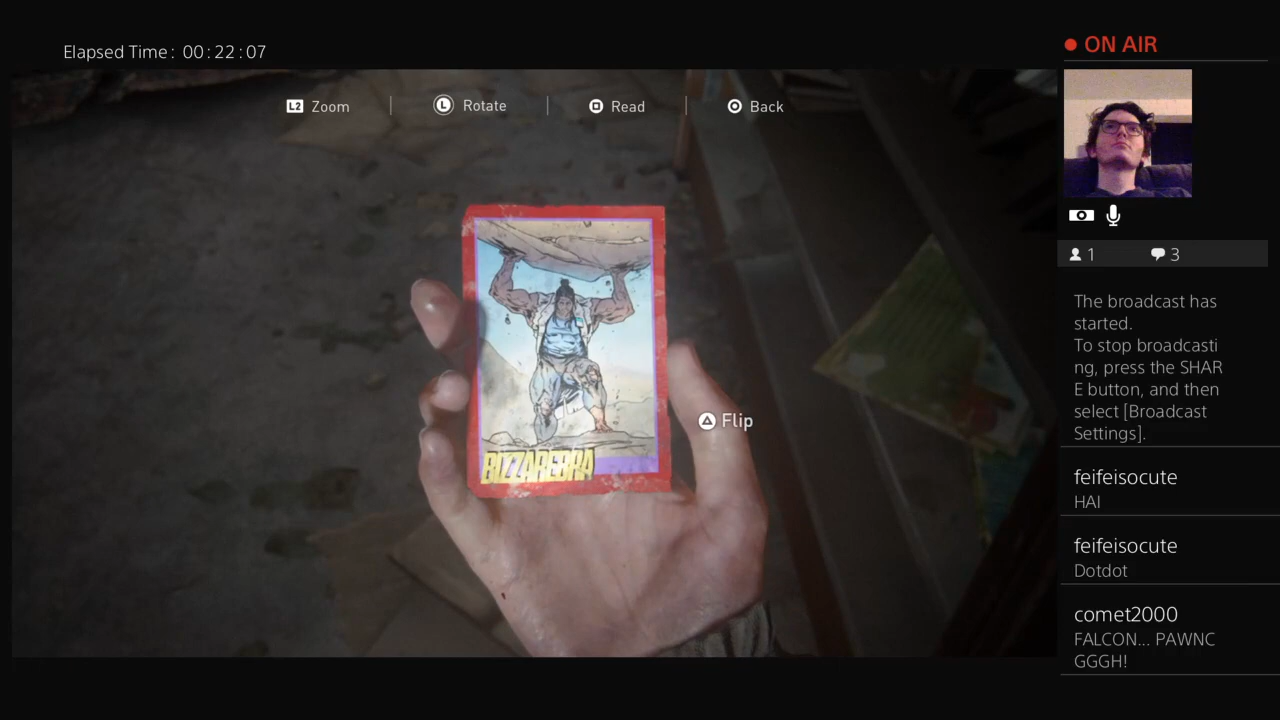 Elapsed Time: 00:22:07
L2 Zoom
L Rotate
Read
Back
Flip
BIZZAREBRA
ON AIR
1
3
The broadcast has
started.
To stop broadcasti
ng, press the SHAR
E button, and then
select [Broadcast
Settings].
feifeisocute
HAI
feifeisocute
Dotdot
comet2000
FALCON... PAWNC
GGGH!